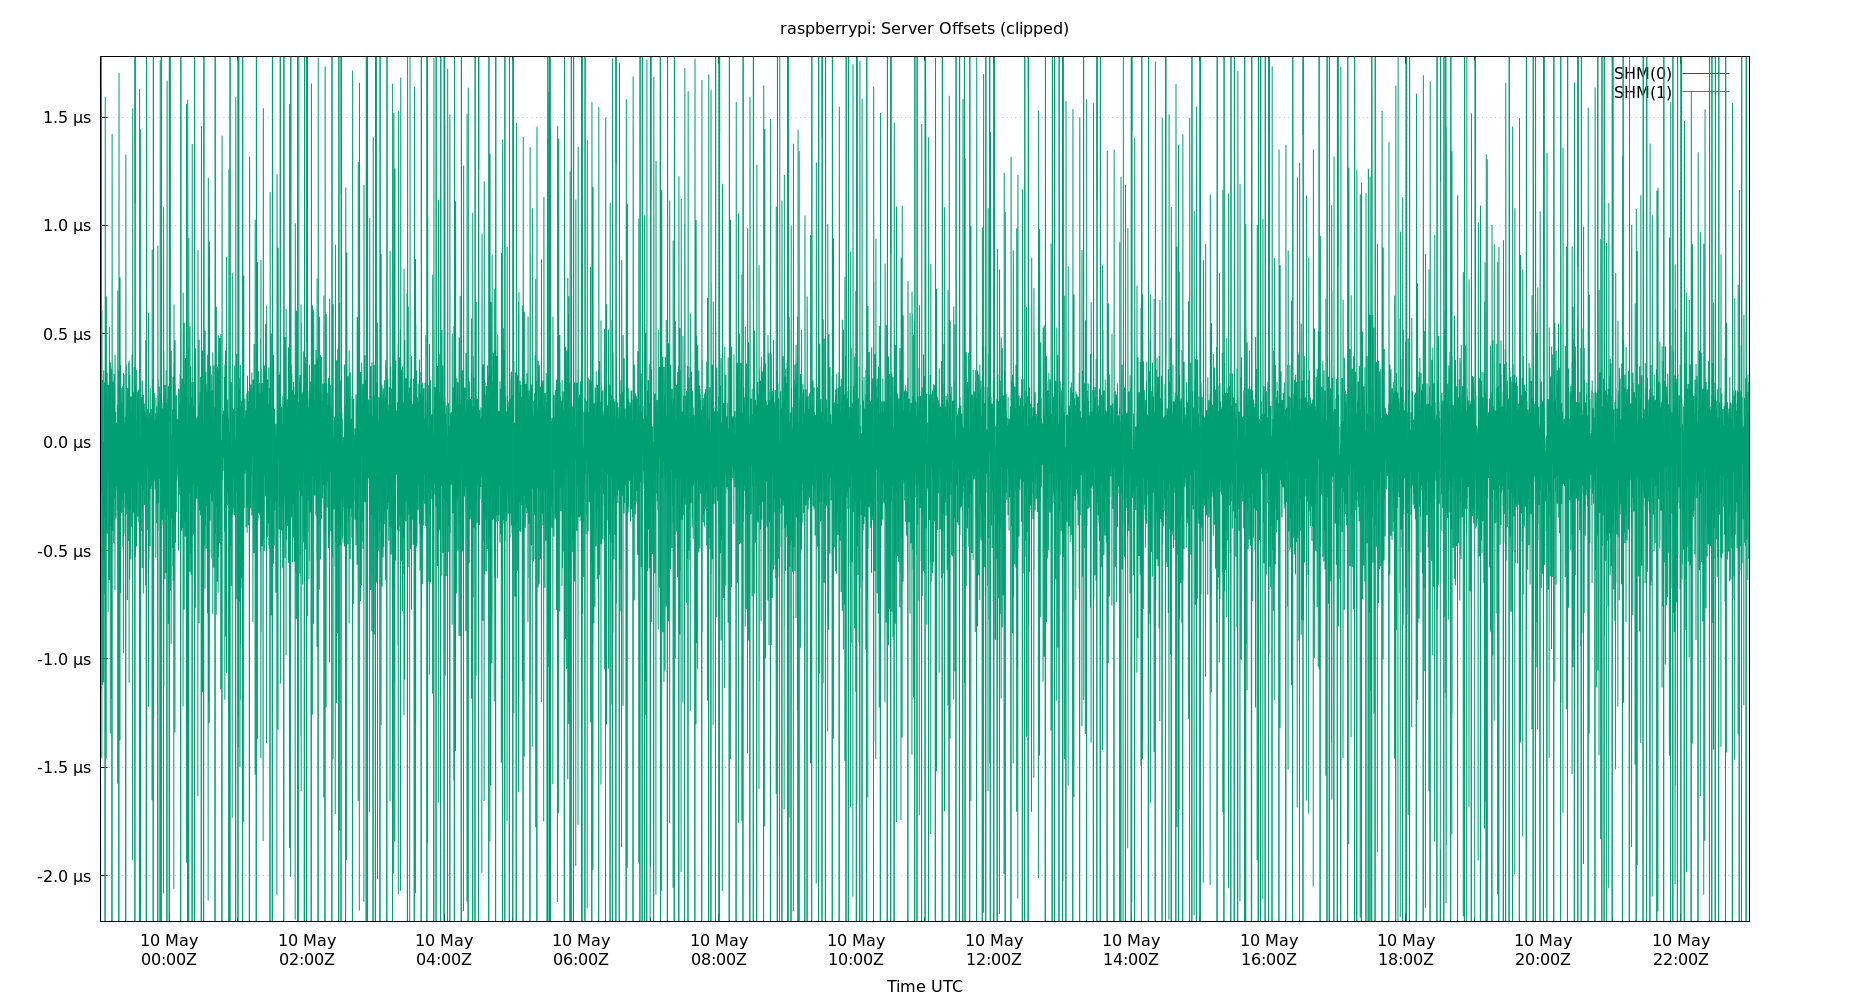 raspberrypi: Server Offsets (clipped)
SHM(0)
SHM(1)
1.5 µs
1.0 µs
0.5 µs
0.0 µs
-0.5 µs
-1.0 µs
-1.5 µs
-2.0 µs
10 May 10 May 10 May 10 May 10 May 10 May 10 May 10 May 10 May 10 May 10 May 10 May
00:00Z 02:00Z 04:00Z 06:00Z 08:00Z 10:00Z 12:00Z 14:00Z 16:00Z 18:00Z 20:00Z 22:00Z
Time UTC